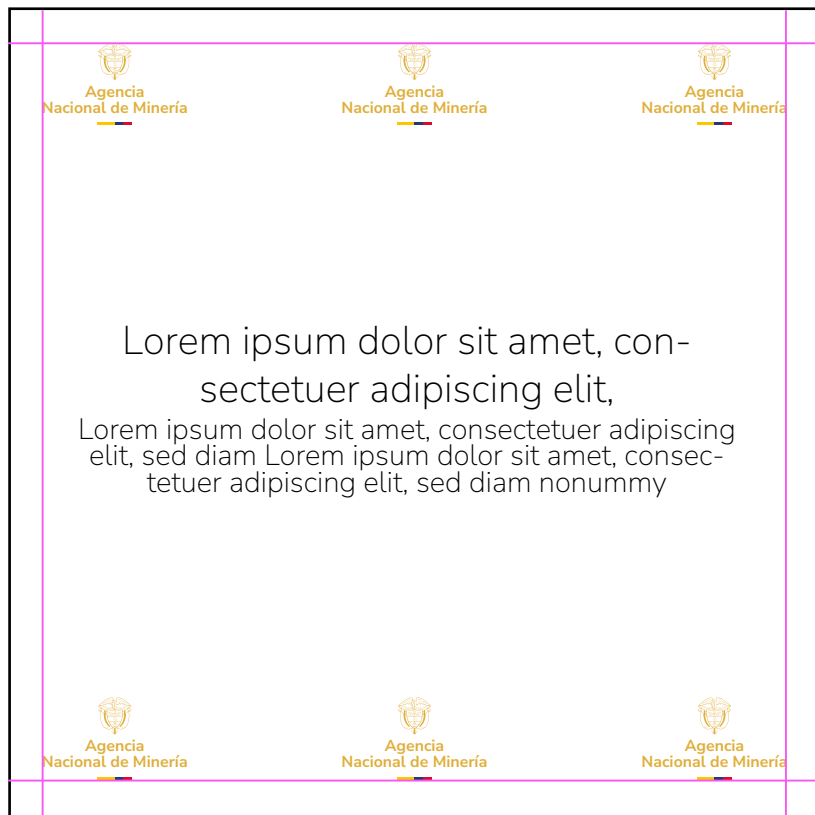 Agencia
Nacional de Minería
Agencia
Nacional de Minería
Agencia
Nacional de Minería
Lorem ipsum dolor sit amet, con-
sectetuer adipiscing elit,
Lorem ipsum dolor sit amet, consectetuer adipiscing
elit, sed diam Lorem ipsum dolor sit amet, consec-
tetuer adipiscing elit, sed diam nonummy
Agencia
Nacional de Minería
Agencia
Nacional de Minería
Agencia
Nacional de Minería